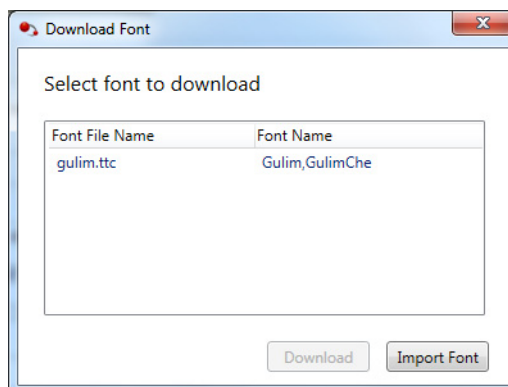 Download Font
Select font to download
Font File Name Font Name
gulim.ttc Gulim,GulimChe
Download Import Font